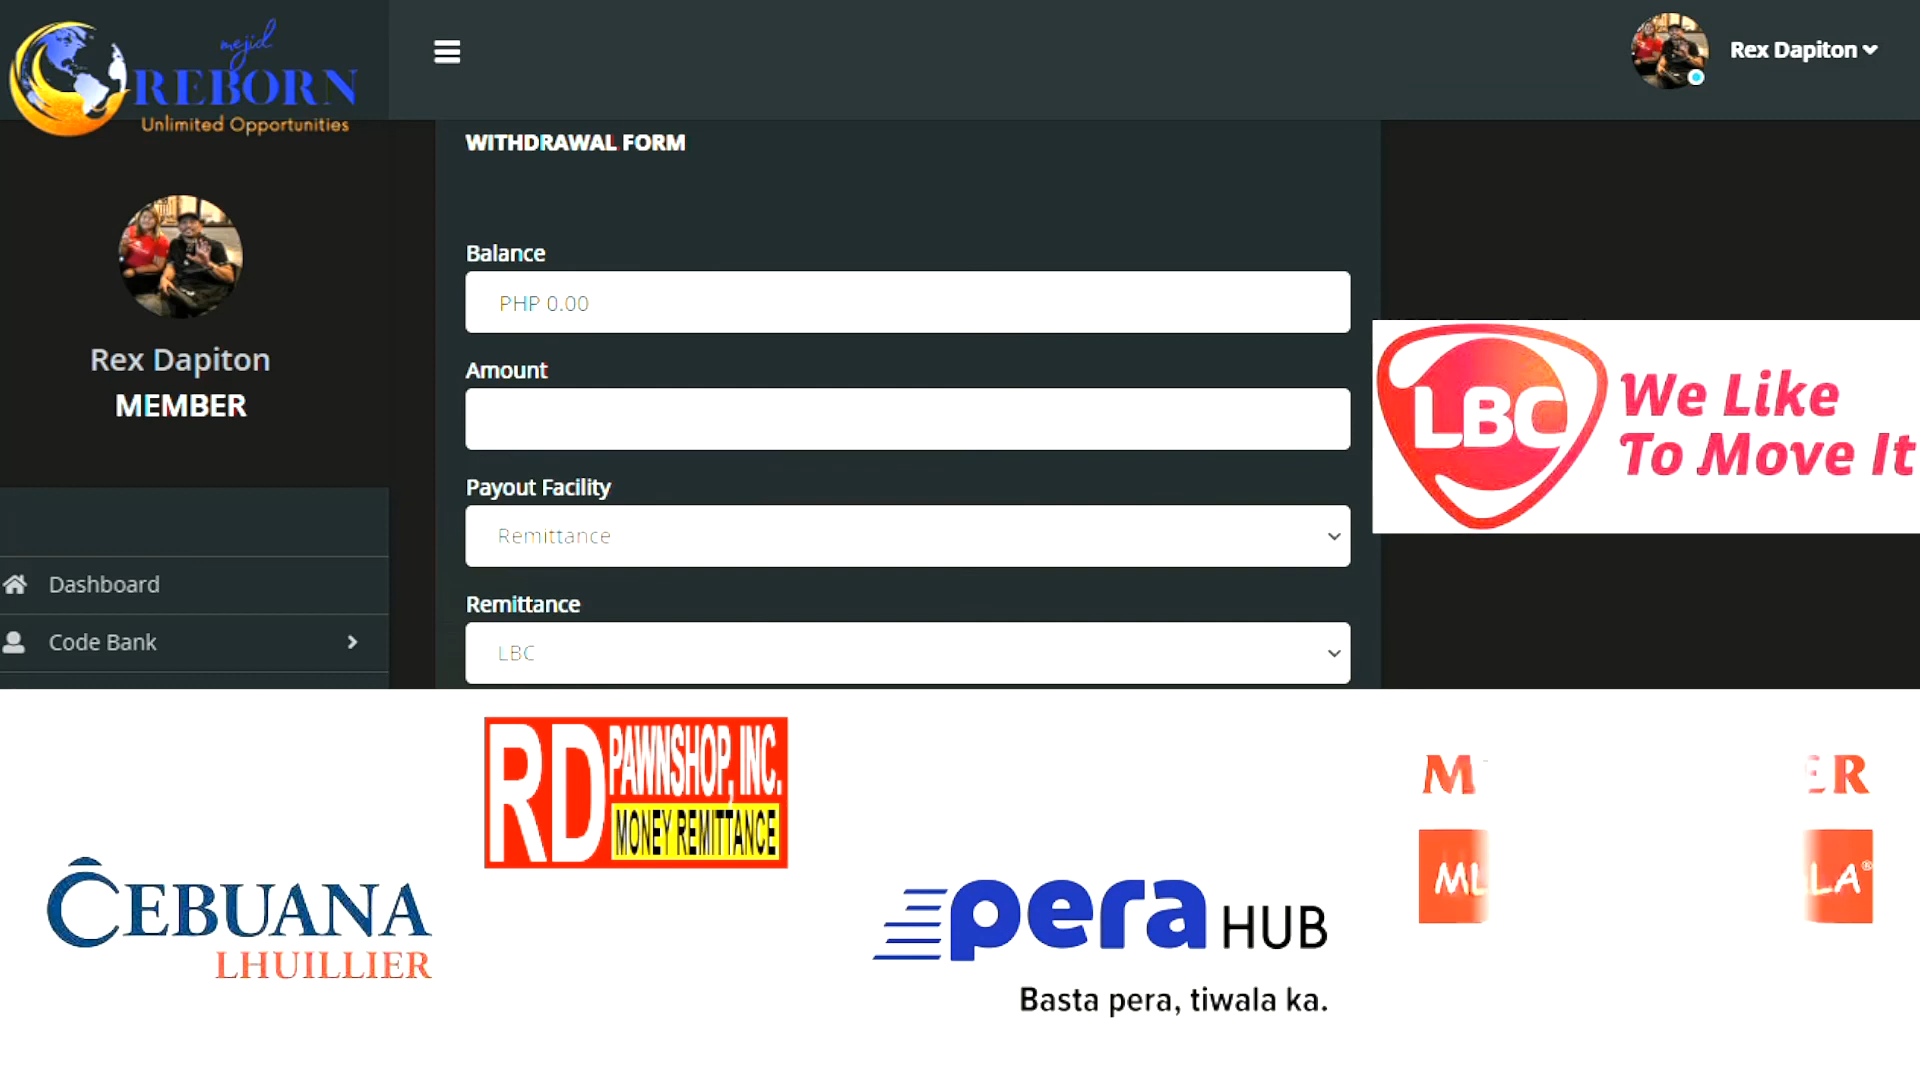 mejid
REBORN
Unlimited Opportunities
Rex Dapiton
WITHDRAWAL FORM
Rex Dapiton
MEMBER
Dashboard
Code Bank
Balance
PHP 0.00
Amount
Payout Facility
Remittance
Remittance
LBC
LBC
We Like
To Move It
CEBUANA
LHUILLIER
RD
PAWNSHOP, INC.
MONEY REMITTANCE
pera HUB
Basta pera, tiwala ka.